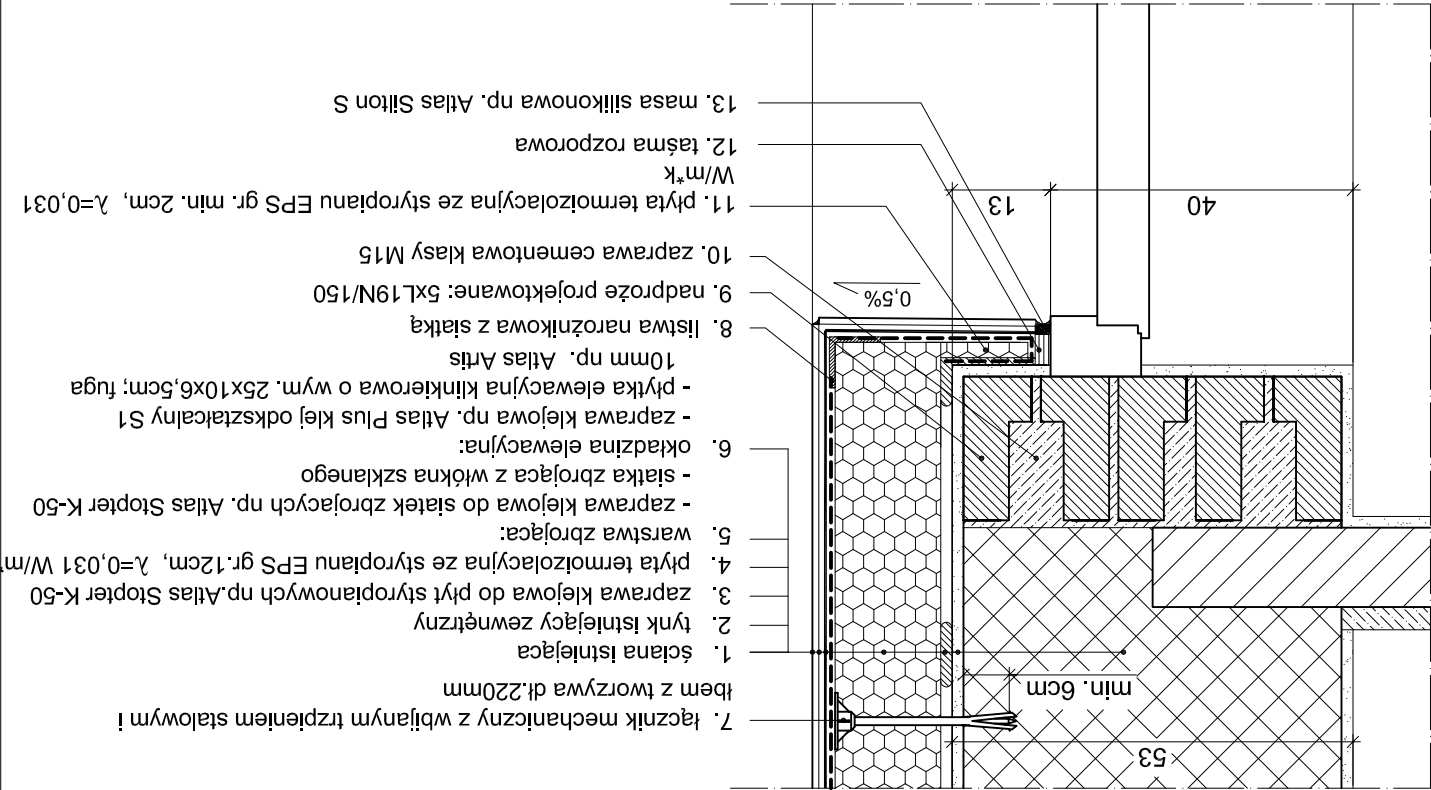 53
7. łącznik mechaniczny z wbijanym trzpieniem stalowym i
łbem z tworzywa dł.220mm
min. 6cm
1. ściana istniejąca
2. tynk istniejący zewnętrzny
3. zaprawa klejowa do płyt styropianowych np.Atlas Stopter K-50
4. płyta termoizolacyjna ze styropianu EPS gr.12cm, λ=0,031 W/m*
5. warstwa zbrojąca:
- zaprawa klejowa do siatek zbrojacych np. Atlas Stopter K-50
- siatka zbrojąca z włókna szklanego
6. okładzina elewacyjna:
- zaprawa klejowa np. Atlas Plus klej odkształcalny S1
- płytka elewacyjna klinkierowa o wym. 25x10x6,5cm; fuga
10mm np. Atlas Artis
8. listwa narożnikowa z siatką
9. nadproże projektowane: 5xL19N/150
0,5%
10. zaprawa cementowa klasy M15
11. płyta termoizolacyjna ze styropianu EPS gr. min. 2cm, λ=0,031
W/m*k
40
13
12. taśma rozporowa
13. masa silikonowa np. Atlas Silton S